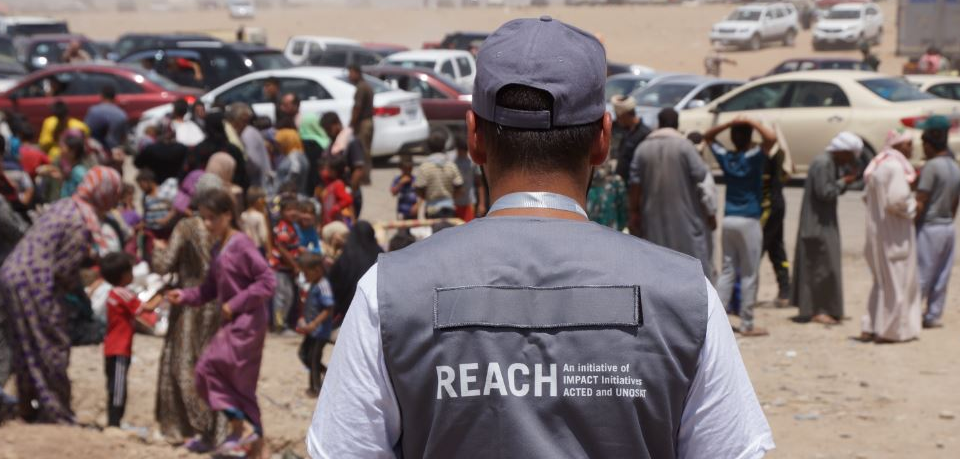 REACH
An initiative of
IMPACT Initiatives
ACTED and UNOSAT